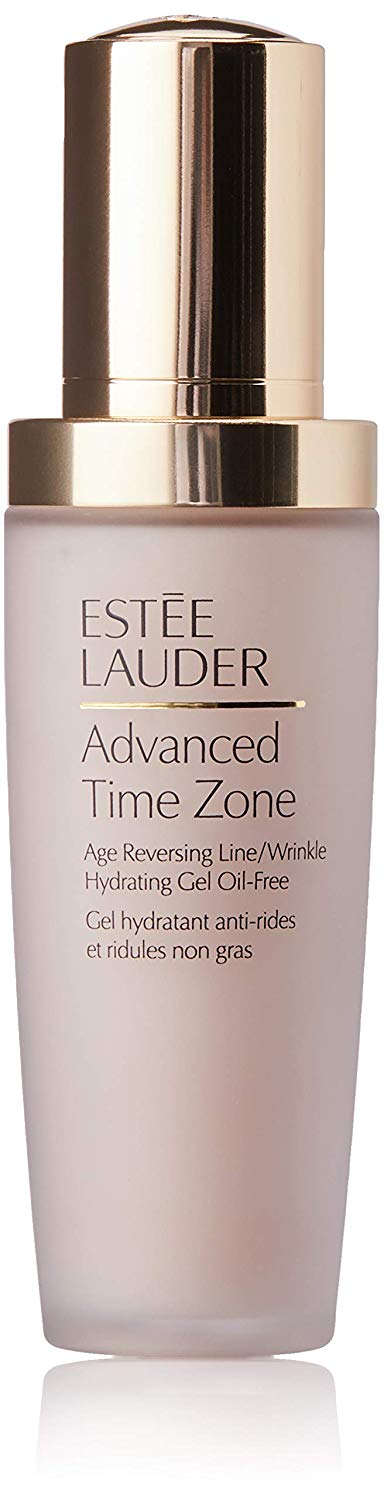 ESTĒE
LAUDER
Advanced
Time Zone
Age Reversing Line/Wrinkle
Hydrating Gel Oil-Free
Gel hydratant anti-rides
et ridules non gras